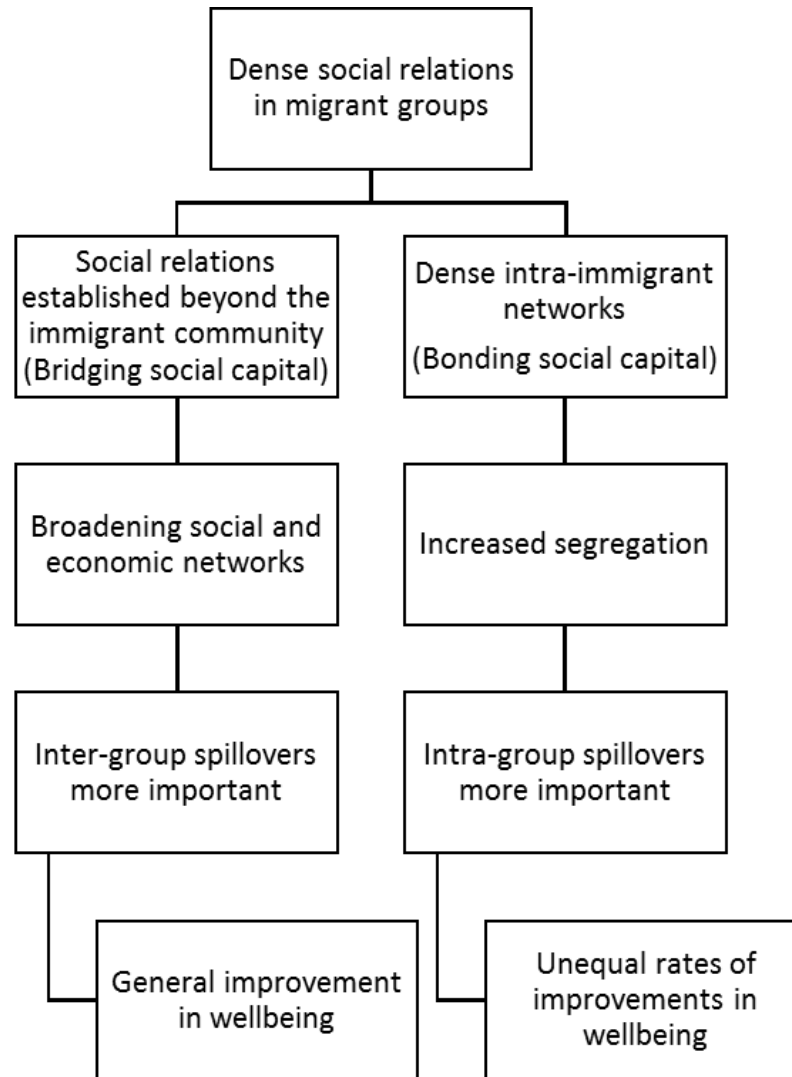 Dense social relations
in migrant groups
Social relations
established beyond the
immigrant community
(Bridging social capital)
Dense intra-immigrant
networks
(Bonding social capital)
Broadening social and
economic networks
Increased segregation
Inter-group spillovers
more important
Intra-group spillovers
more important
General improvement
in wellbeing
Unequal rates of
improvements in
wellbeing